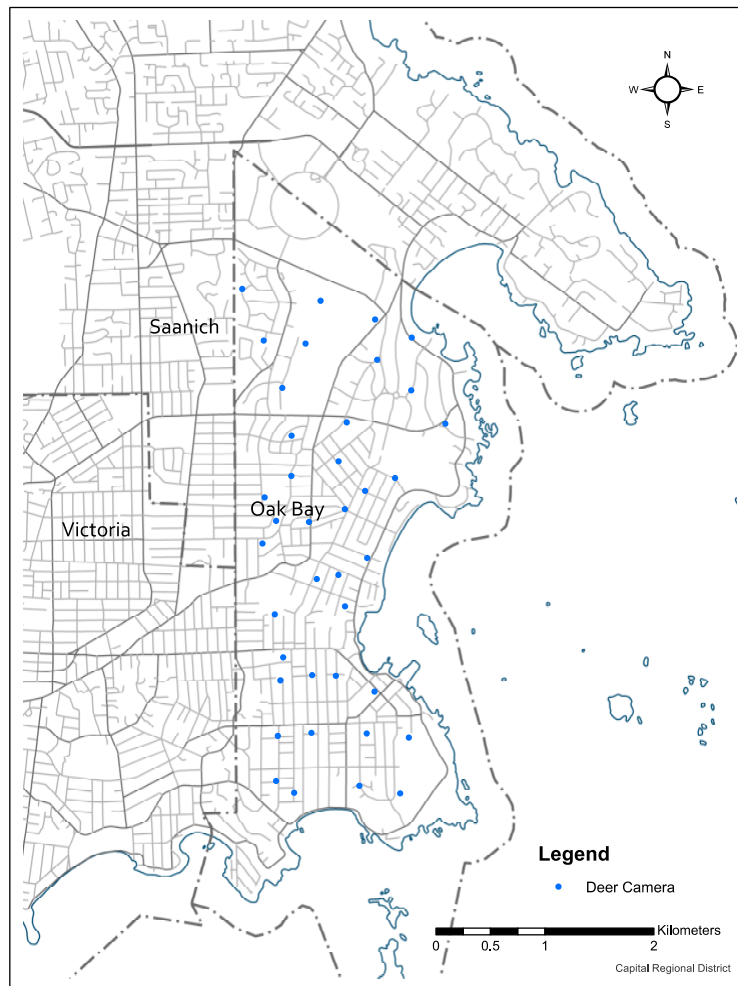 N
W E
S
Saanich
Oak Bay
Victoria
Legend
Deer Camera
Kilometers
0 0.5 1 2
Capital Regional District